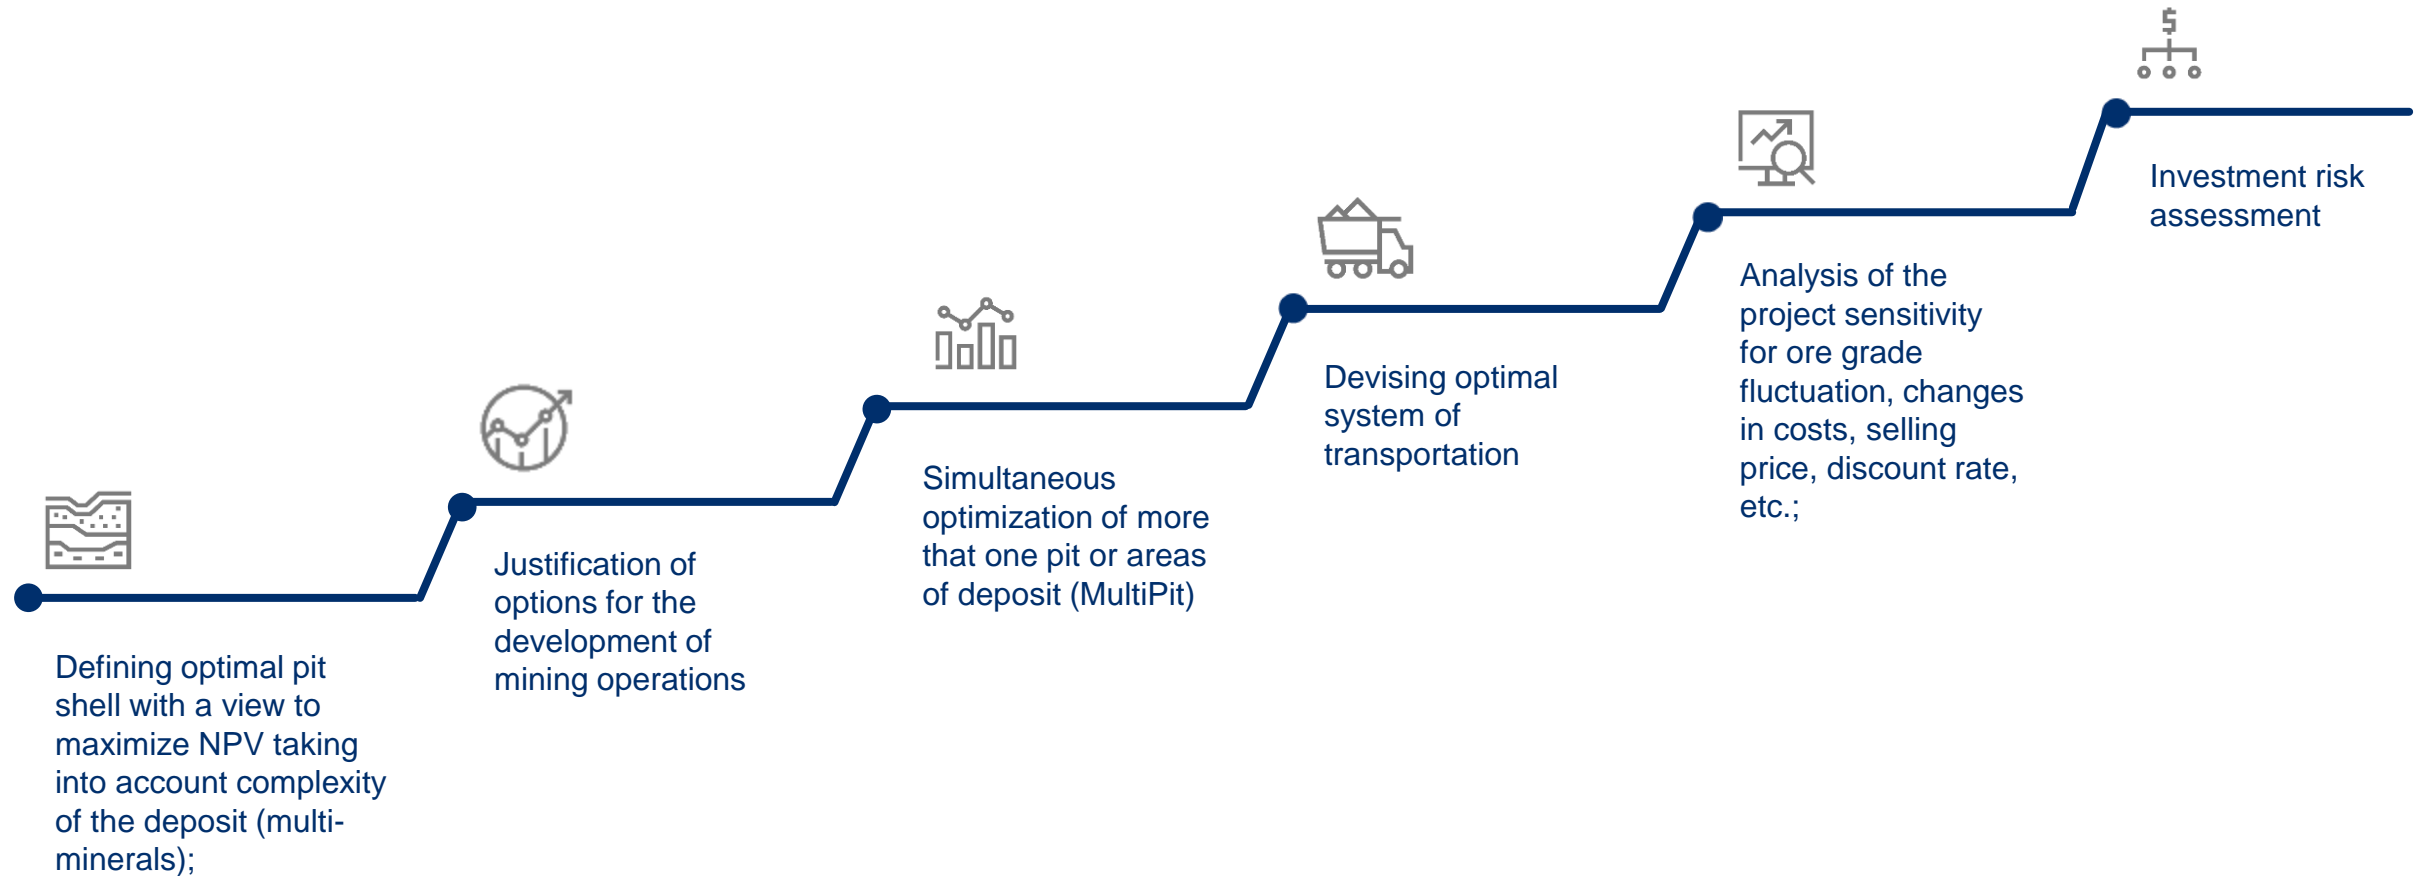 Defining optimal pit
shell with a view to
maximize NPV taking
into account complexity
of the deposit (multi-
minerals);
Justification of
options for the
development of
mining operations
Simultaneous
optimization of more
that one pit or areas
of deposit (MultiPit)
Devising optimal
system of
transportation
Analysis of the
project sensitivity
for ore grade
fluctuation, changes
in costs, selling
price, discount rate,
etc.;
$
Investment risk
assessment